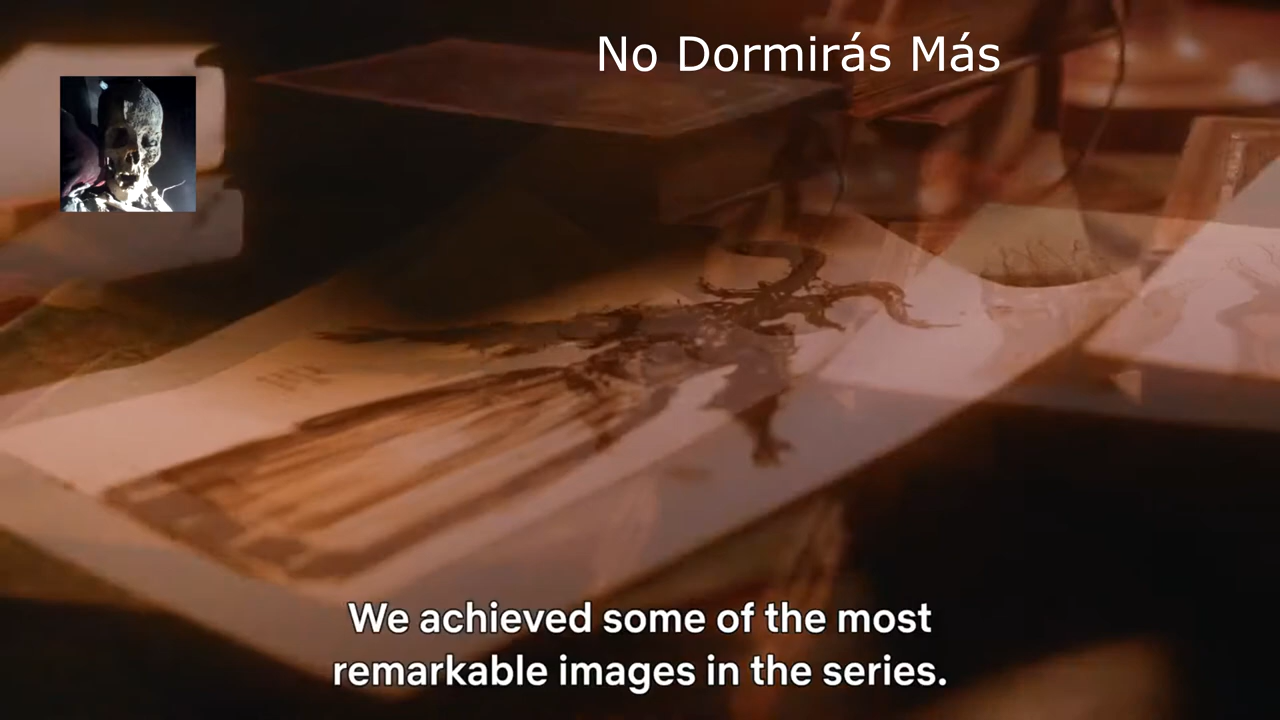 No Dormirás Más
We achieved some of the most
remarkable images in the series.